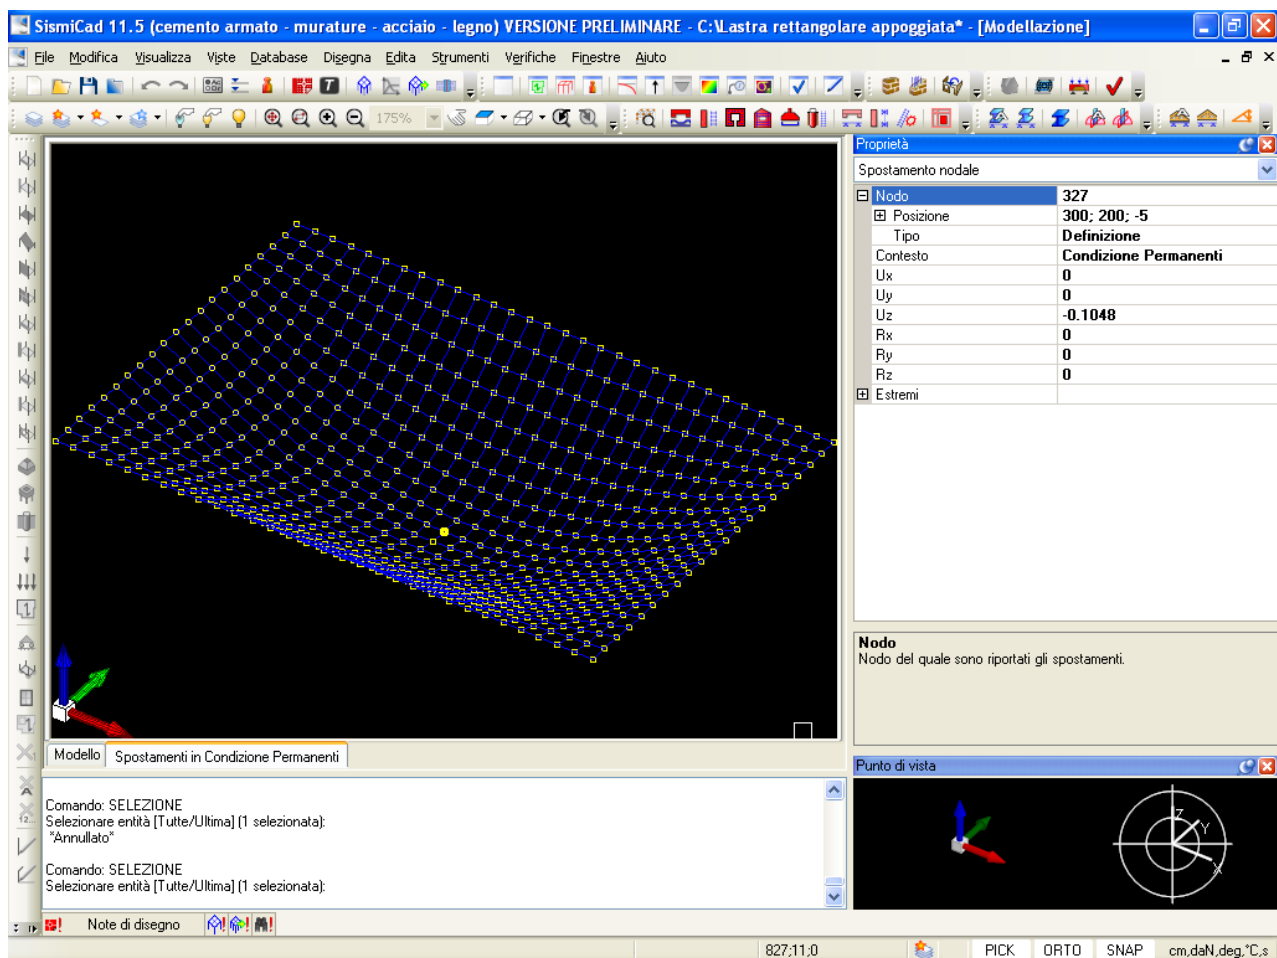 SismiCad 11.5 (cemento armato - murature - acciaio - legno) VERSIONE PRELIMINARE - C:\Lastra rettangolare appoggiata* - [Modellazione]
File Modifica Visualizza Viste Database Disegna Edita Strumenti Verifiche Finestre Aiuto
175%
Proprietà
Spostamento nodale
Nodo 327
Posizione 300; 200; -5
Tipo Definizione
Contesto Condizione Permanenti
Ux 0
Uy 0
Uz -0.1048
Rx 0
Ry 0
Rz 0
Estremi
Nodo
Nodo del quale sono riportati gli spostamenti.
Modello Spostamenti in Condizione Permanenti
Punto di vista
Z
Y
X
Comando: SELEZIONE
Selezionare entità [Tutte/Ultima] (1 selezionata):
*Annullato*
Comando: SELEZIONE
Selezionare entità [Tutte/Ultima] (1 selezionata):
Note di disegno
827;11;0 PICK ORTO SNAP cm,daN,deg,°C,s